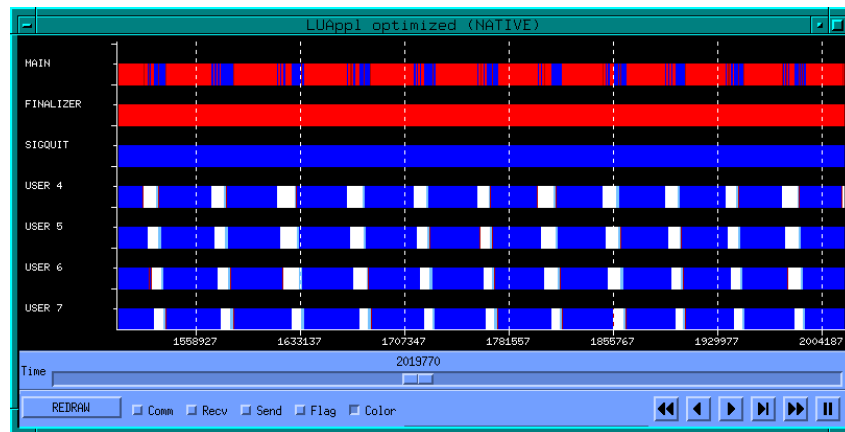 LUAppl optimized (NATIVE)
MAIN
FINALIZER
SIGQUIT
USER 4
USER 5
USER 6
USER 7
1558927 1633137 1707347 1781557 1855767 1929977 2004187
2019770
Time
REDRAW Comm Recv Send Flag Color